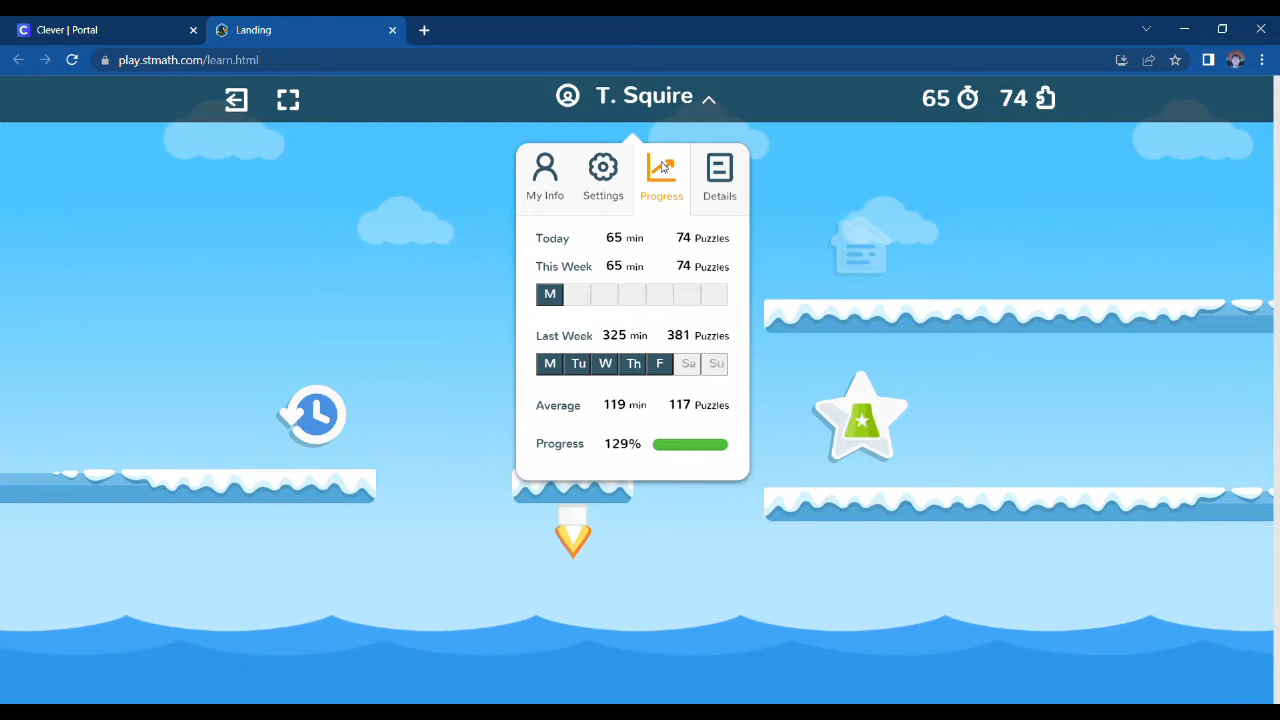 Clever | Portal
Landing
play.stmath.com/learn.html
T. Squire
65
74
My Info
Settings
Progress
Details
Today 65 min 74 Puzzles
This Week 65 min 74 Puzzles
M
Last Week 325 min 381 Puzzles
M Tu W Th F Sa Su
Average 119 min 117 Puzzles
Progress 129%